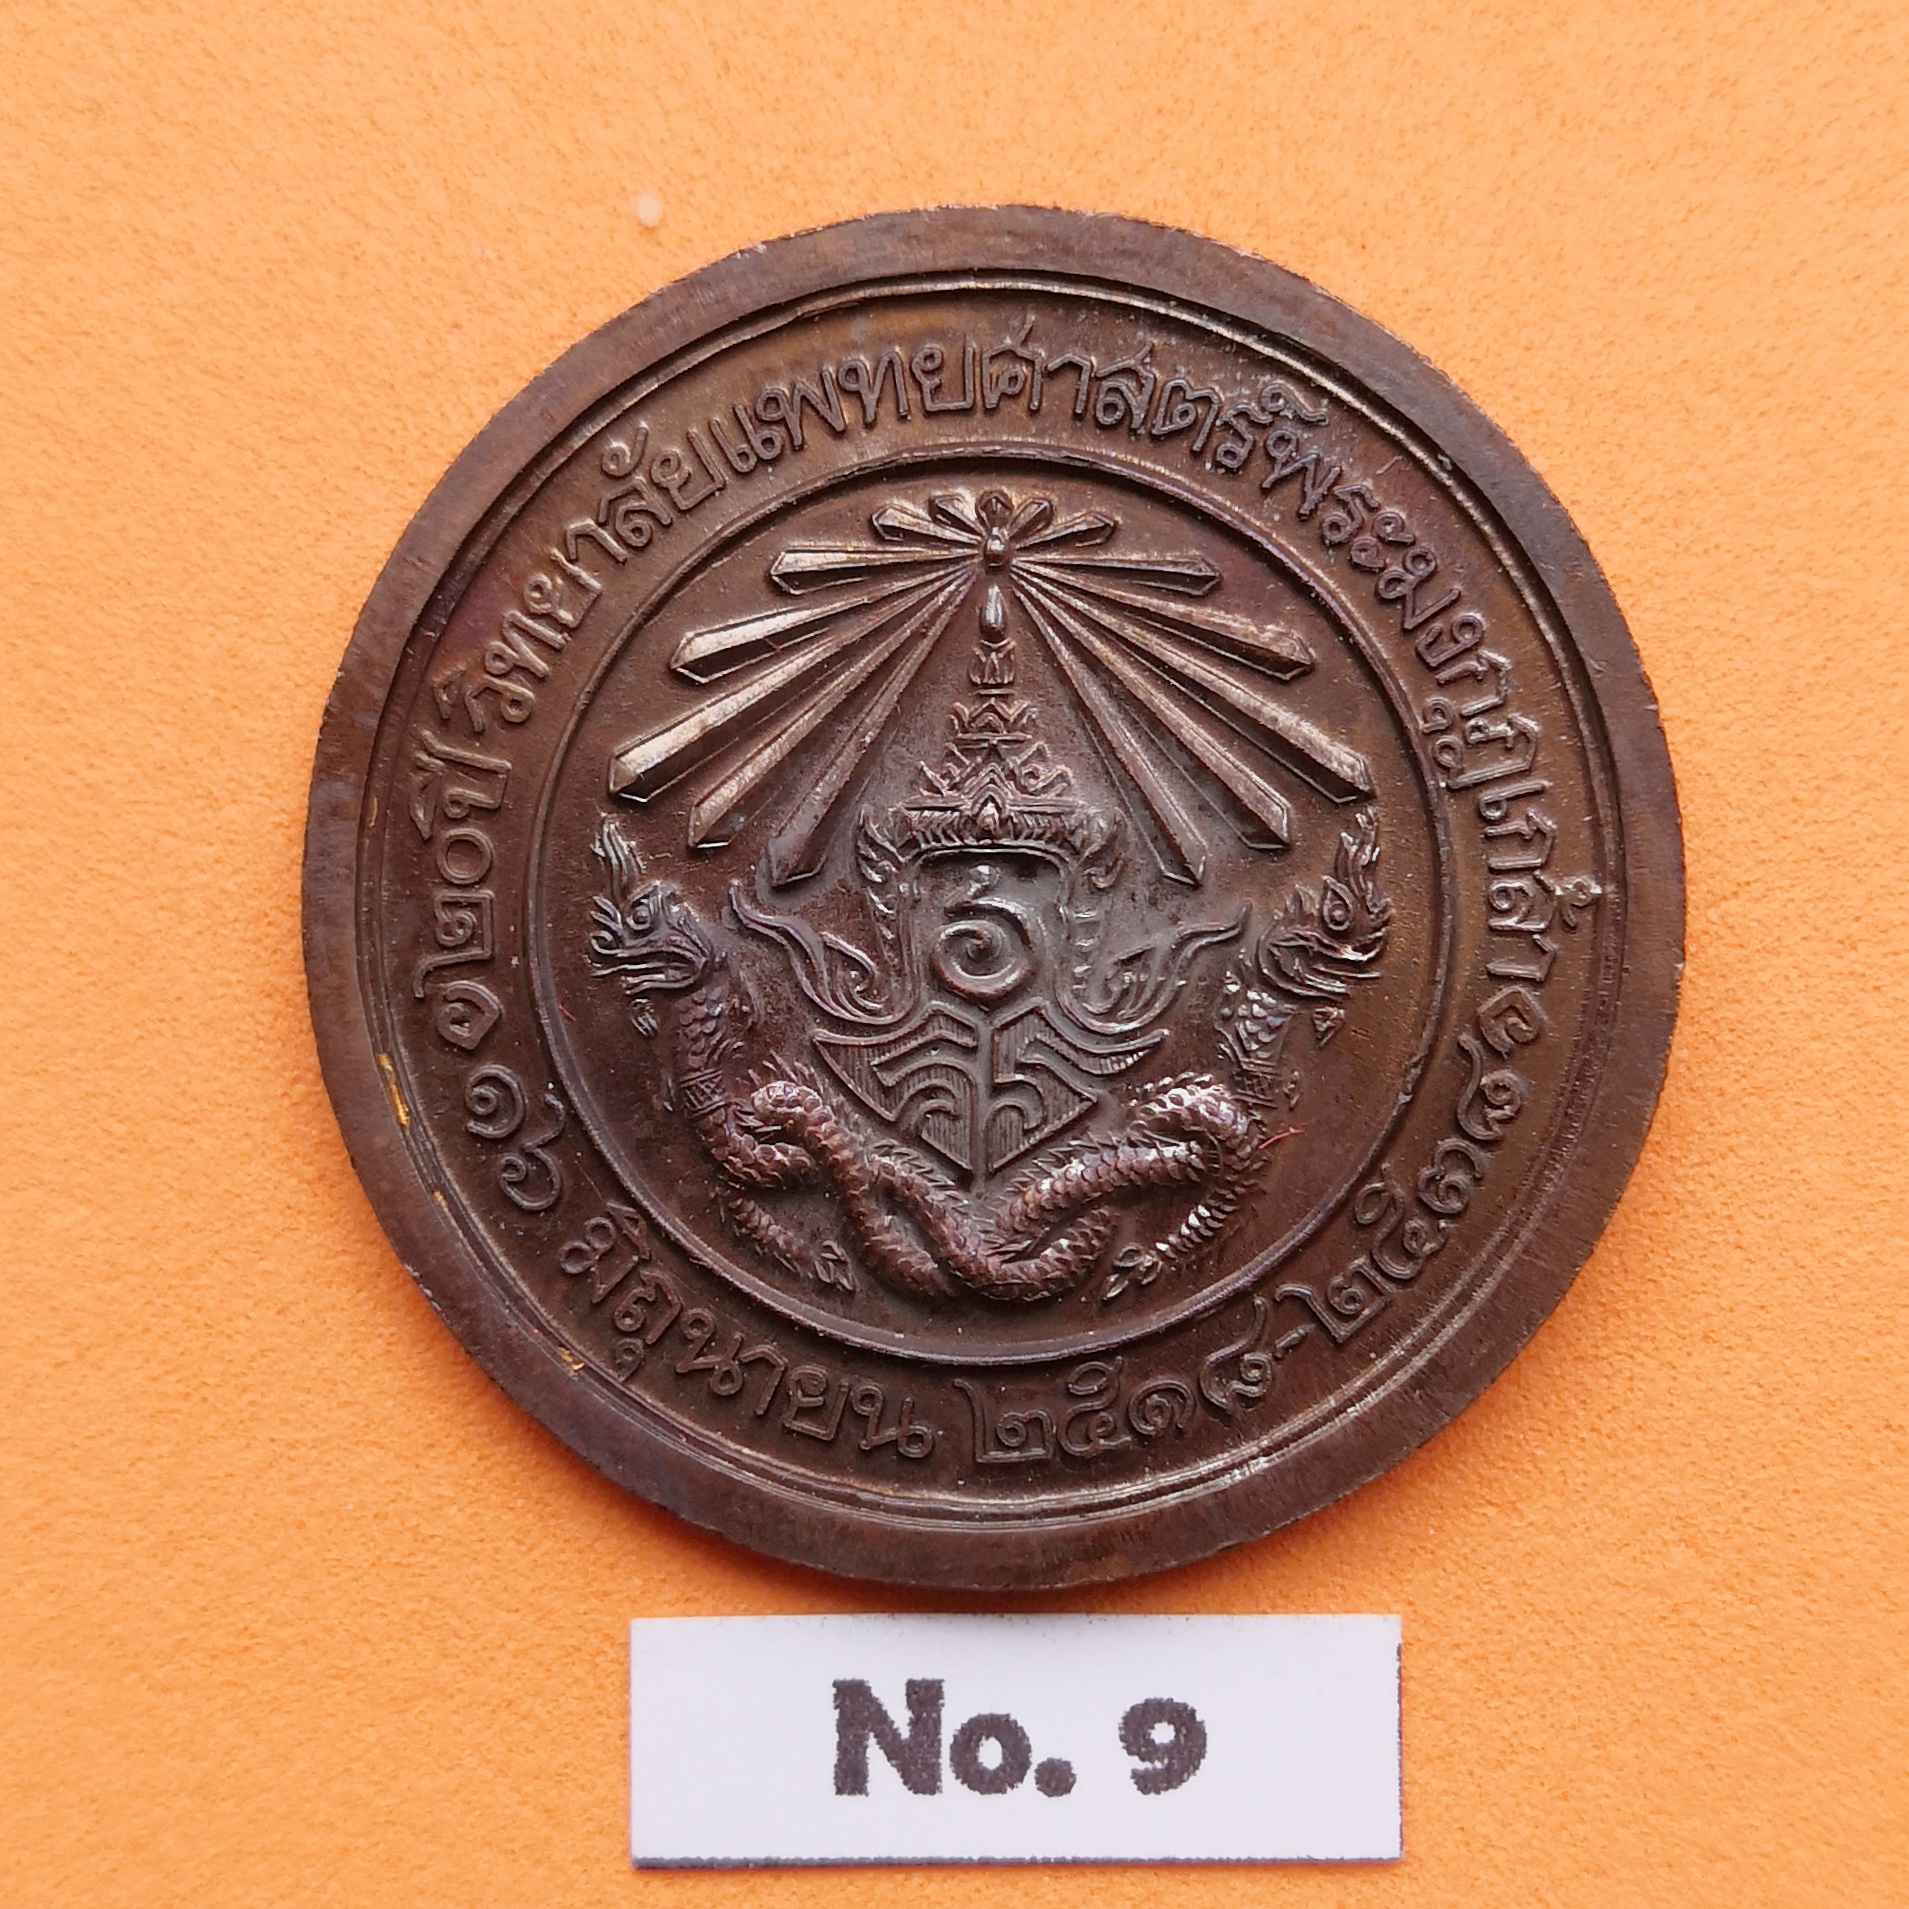 ๒๐ปี วิทยาลัยแพทยศาสตร์พระมงกุฎเกล้า
๑๖ มิถุนายน ๒๕๑๘-๒๕๓๘
๖
No. 9